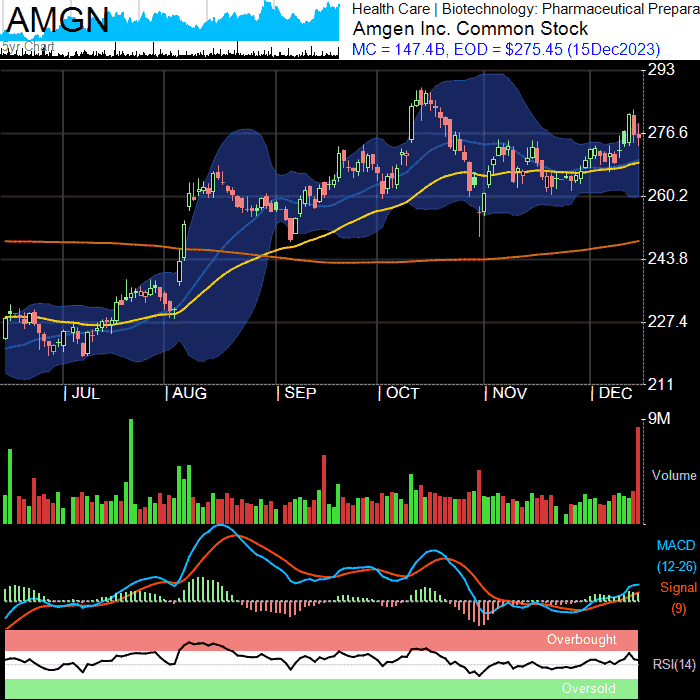 AMGN
5yr Chart
Health Care | Biotechnology: Pharmaceutical Prepara
Amgen Inc. Common Stock
MC = 147.4B, EOD = $275.45 (15Dec2023)
293
276.6
260.2
243.8
227.4
211
| JUL | AUG | SEP | OCT | NOV | DEC
9M
Volume
MACD
(12-26)
Signal
(9)
Overbought
RSI(14)
Oversold